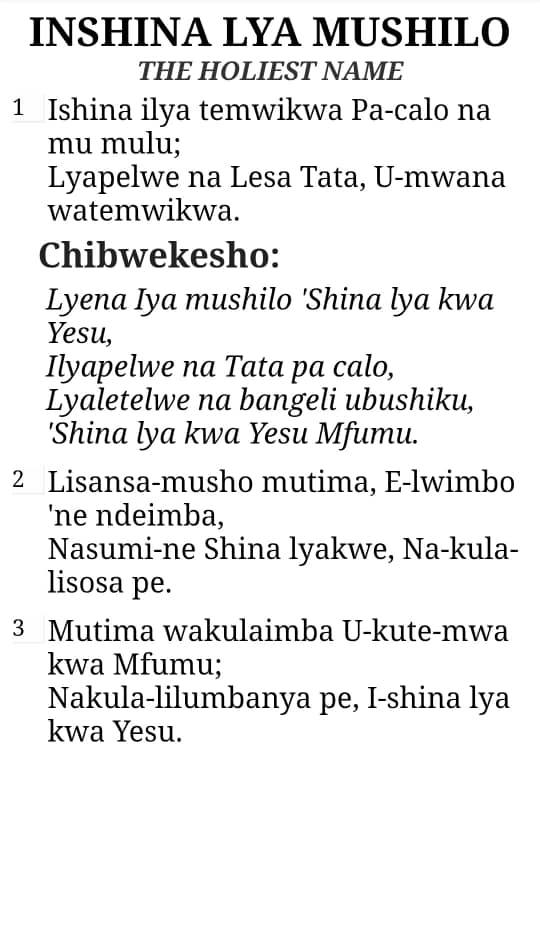 INSHINA LYA MUSHILO
THE HOLIEST NAME
1 Ishina ilya temwikwa Pa-calo na
mu mulu;
Lyapelwe na Lesa Tata, U-mwana
watemwikwa.
Chibwekesho:
Lyena Iya mushilo 'Shina lya kwa
Yesu,
Ilyapelwe na Tata pa calo,
Lyaletelwe na bangeli ubushiku,
'Shina lya kwa Yesu Mfumu.
2 Lisansa-musho mutima, E-lwimbo
'ne ndeimba,
Nasumi-ne Shina lyakwe, Na-kula-
lisosa pe.
3 Mutima wakulaimba U-kute-mwa
kwa Mfumu;
Nakula-lilumbanya pe, I-shina lya
kwa Yesu.